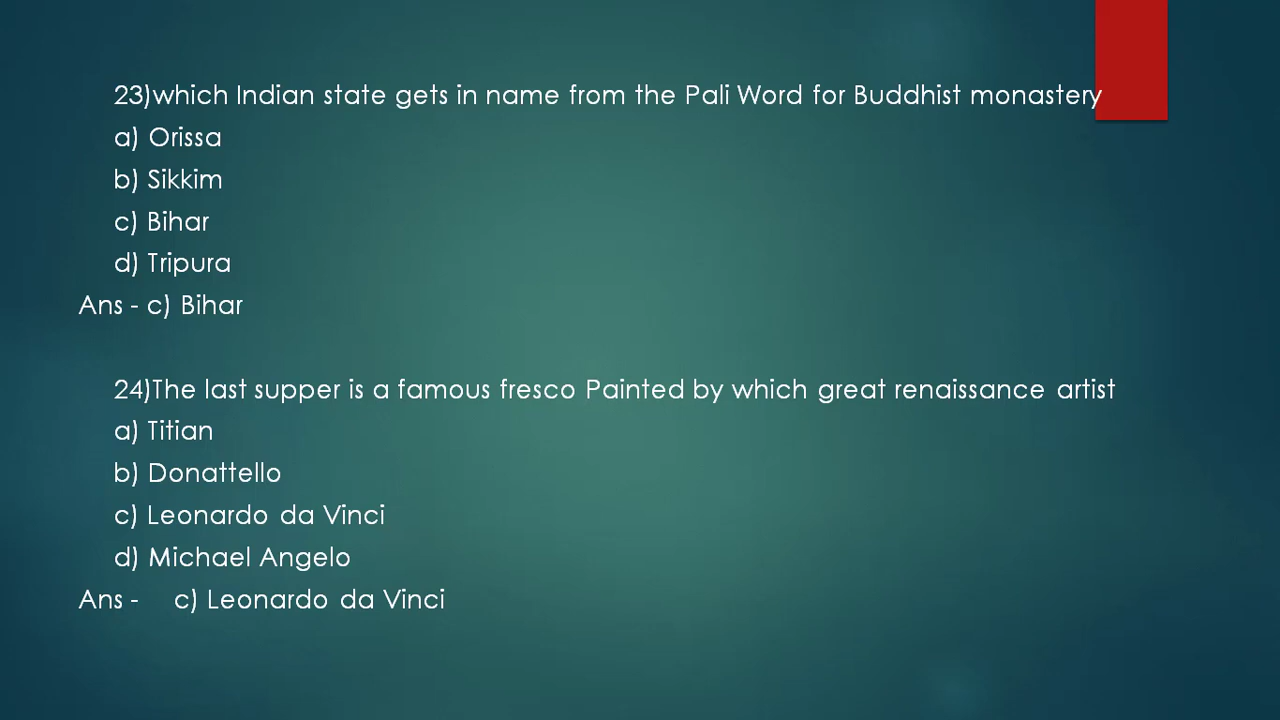 23)which Indian state gets in name from the Pali Word for Buddhist monastery
a) Orissa
b) Sikkim
c) Bihar
d) Tripura
Ans - c) Bihar
24)The last supper is a famous fresco Painted by which great renaissance artist
a) Titian
b) Donattello
c) Leonardo da Vinci
d) Michael Angelo
Ans - c) Leonardo da Vinci